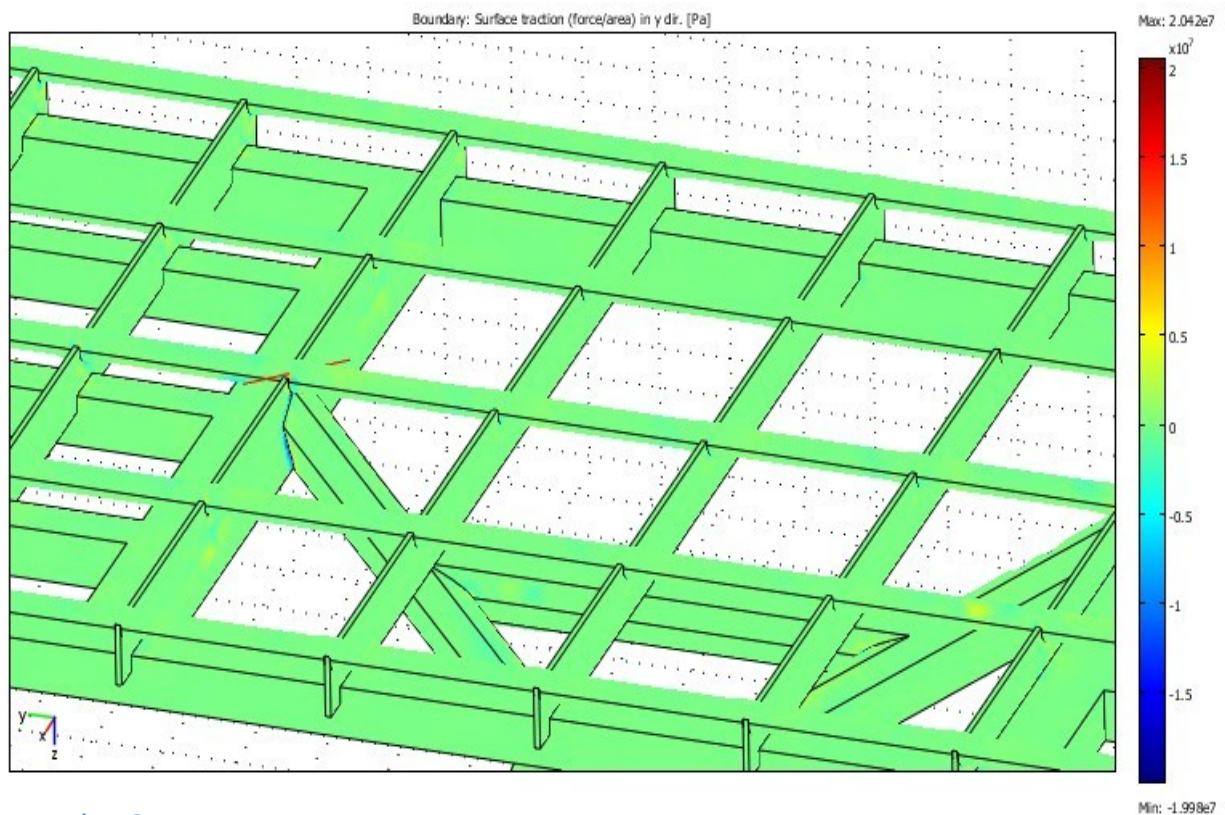 Boundary: Surface traction (force/area) in y dir. [Pa]
Max: 2.042e7
x10⁷
2
1.5
1
0.5
0
-0.5
-1
-1.5
y
x
z
Min: -1.998e7